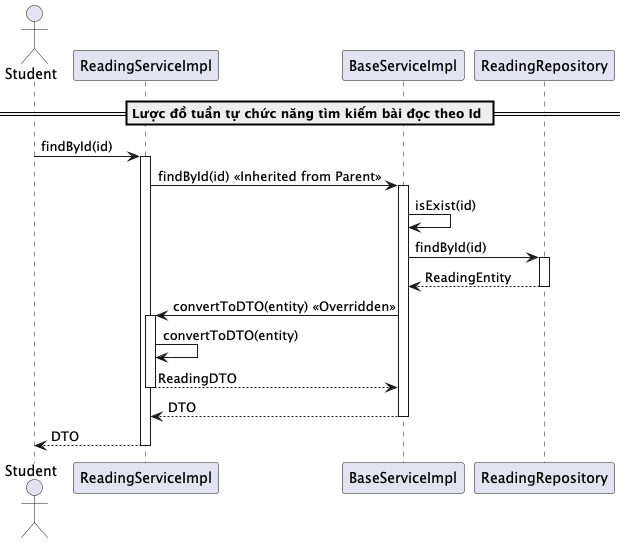 Student
ReadingServiceImpl
BaseServiceImpl
ReadingRepository
Lược đồ tuần tự chức năng tìm kiếm bài đọc theo Id
findById(id)
findById(id) «Inherited from Parent»
isExist(id)
findById(id)
ReadingEntity
convertToDTO(entity) «Overridden»
convertToDTO(entity)
ReadingDTO
DTO
DTO
Student
ReadingServiceImpl
BaseServiceImpl
ReadingRepository